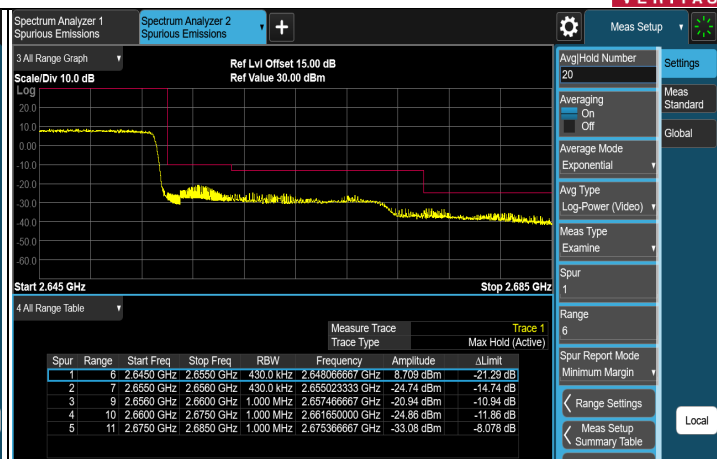 VERITAS
Spectrum Analyzer 1
Spurious Emissions
Spectrum Analyzer 2
Spurious Emissions
Meas Setup
3 All Range Graph
Ref Lvl Offset 15.00 dB
Scale/Div 10.0 dB
Ref Value 30.00 dBm
Log
20.0
10.0
0.00
-10.0
-20.0
-30.0
-40.0
-50.0
-60.0
Start 2.645 GHz
Stop 2.685 GHz
4 All Range Table
Measure Trace Trace 1
Trace Type Max Hold (Active)
Spur Range Start Freq Stop Freq RBW Frequency Amplitude ΔLimit
1 6 2.6450 GHz 2.6550 GHz 430.0 kHz 2.648066667 GHz 8.709 dBm -21.29 dB
2 7 2.6550 GHz 2.6560 GHz 430.0 kHz 2.655023333 GHz -24.74 dBm -14.74 dB
3 9 2.6560 GHz 2.6600 GHz 1.000 MHz 2.657466667 GHz -20.94 dBm -10.94 dB
4 10 2.6600 GHz 2.6750 GHz 1.000 MHz 2.661650000 GHz -24.86 dBm -11.86 dB
5 11 2.6750 GHz 2.6850 GHz 1.000 MHz 2.675366667 GHz -33.08 dBm -8.078 dB
Avg|Hold Number
20
Averaging
On
Off
Average Mode
Exponential
Avg Type
Log-Power (Video)
Meas Type
Examine
Spur
1
Range
6
Spur Report Mode
Minimum Margin
Range Settings
Meas Setup
Summary Table
Settings
Meas
Standard
Global
Local